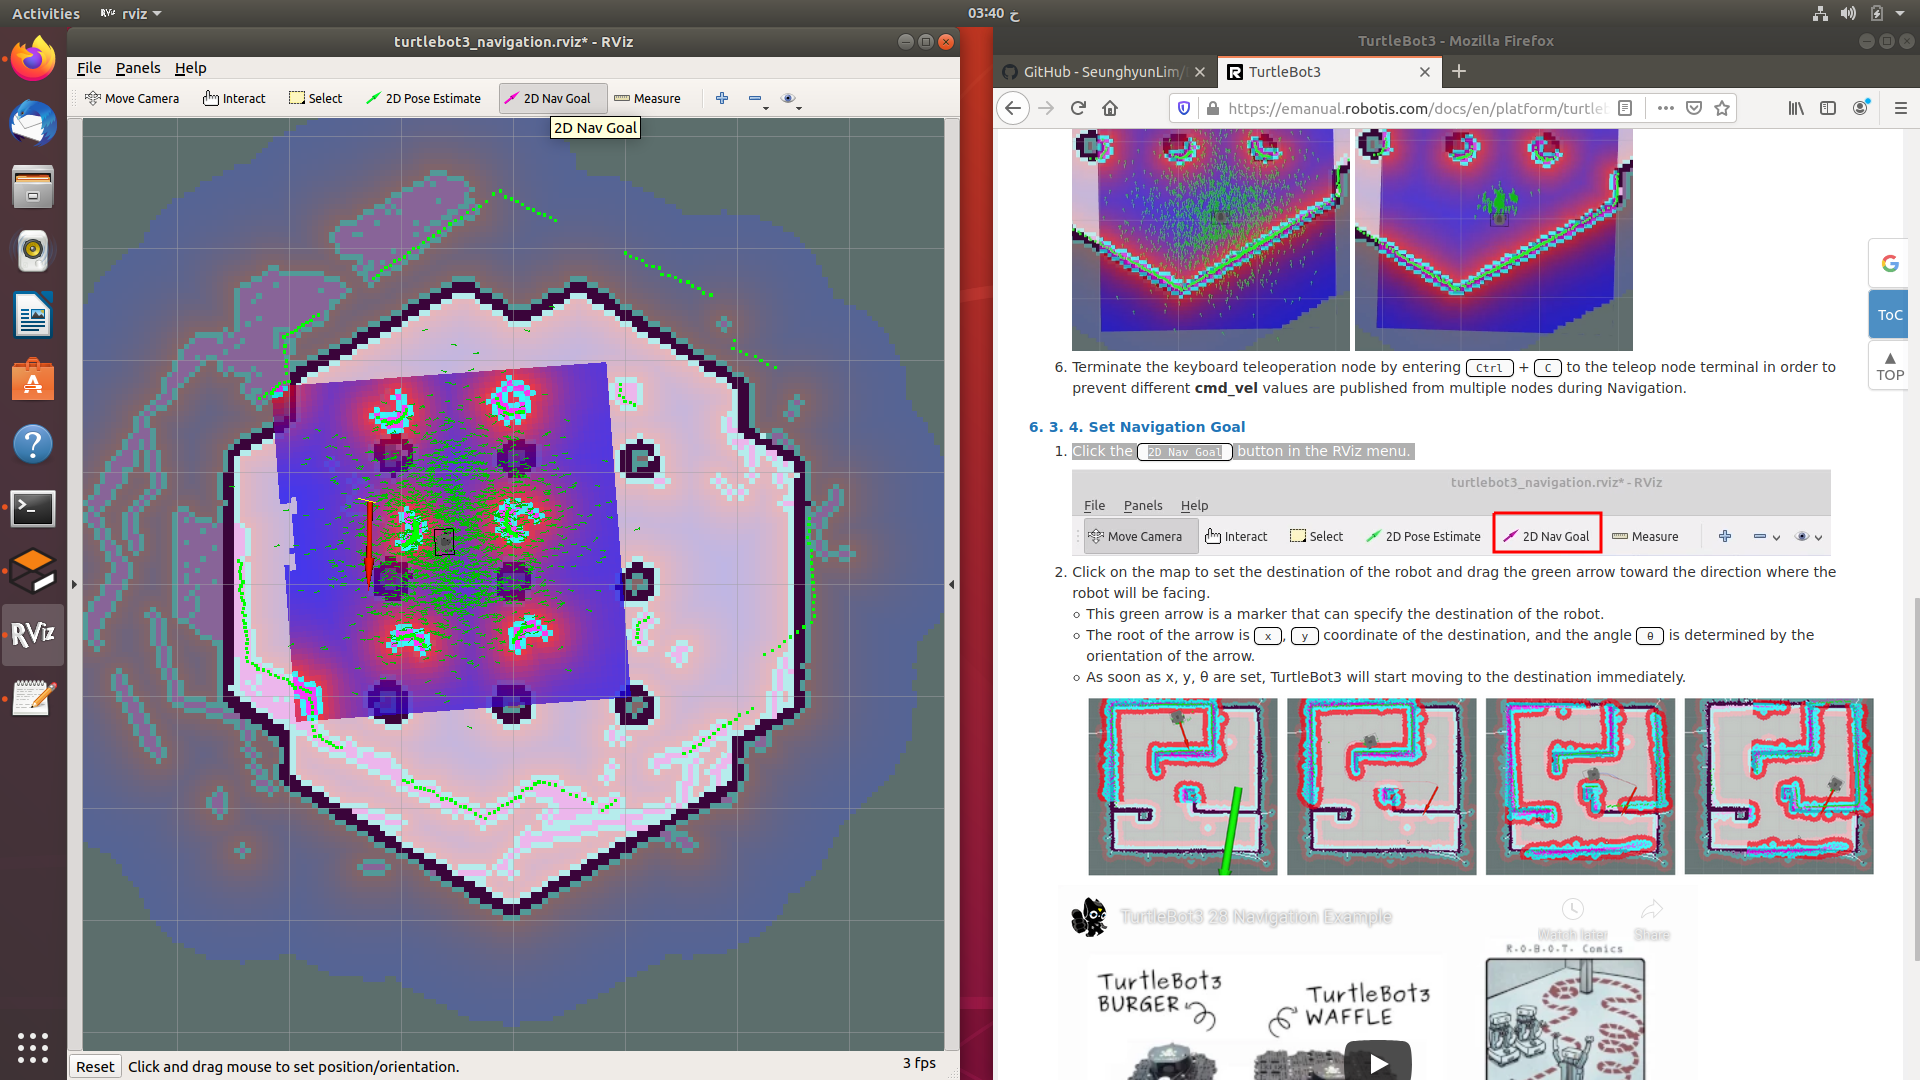 Activities
rviz
03:40 خ
turtlebot3_navigation.rviz* - RViz
File Panels Help
Move Camera Interact Select 2D Pose Estimate 2D Nav Goal Measure
2D Nav Goal
RViz
Reset Click and drag mouse to set position/orientation.
3 fps
TurtleBot3 - Mozilla Firefox
GitHub - SeunghyunLim/
TurtleBot3
https://emanual.robotis.com/docs/en/platform/turtle
6. Terminate the keyboard teleoperation node by entering Ctrl + C to the teleop node terminal in order to
prevent different cmd_vel values are published from multiple nodes during Navigation.
6. 3. 4. Set Navigation Goal
1. Click the 2D Nav Goal button in the RViz menu.
turtlebot3_navigation.rviz* - RViz
File Panels Help
Move Camera Interact Select 2D Pose Estimate 2D Nav Goal Measure
2. Click on the map to set the destination of the robot and drag the green arrow toward the direction where the
robot will be facing.
This green arrow is a marker that can specify the destination of the robot.
The root of the arrow is x, y coordinate of the destination, and the angle θ is determined by the
orientation of the arrow.
As soon as x, y, θ are set, TurtleBot3 will start moving to the destination immediately.
TurtleBot3 28 Navigation Example
Watch later
Share
R.O.B.O.T. Comics
TurtleBot3
BURGER
TurtleBot3
WAFFLE
G
ToC
TOP